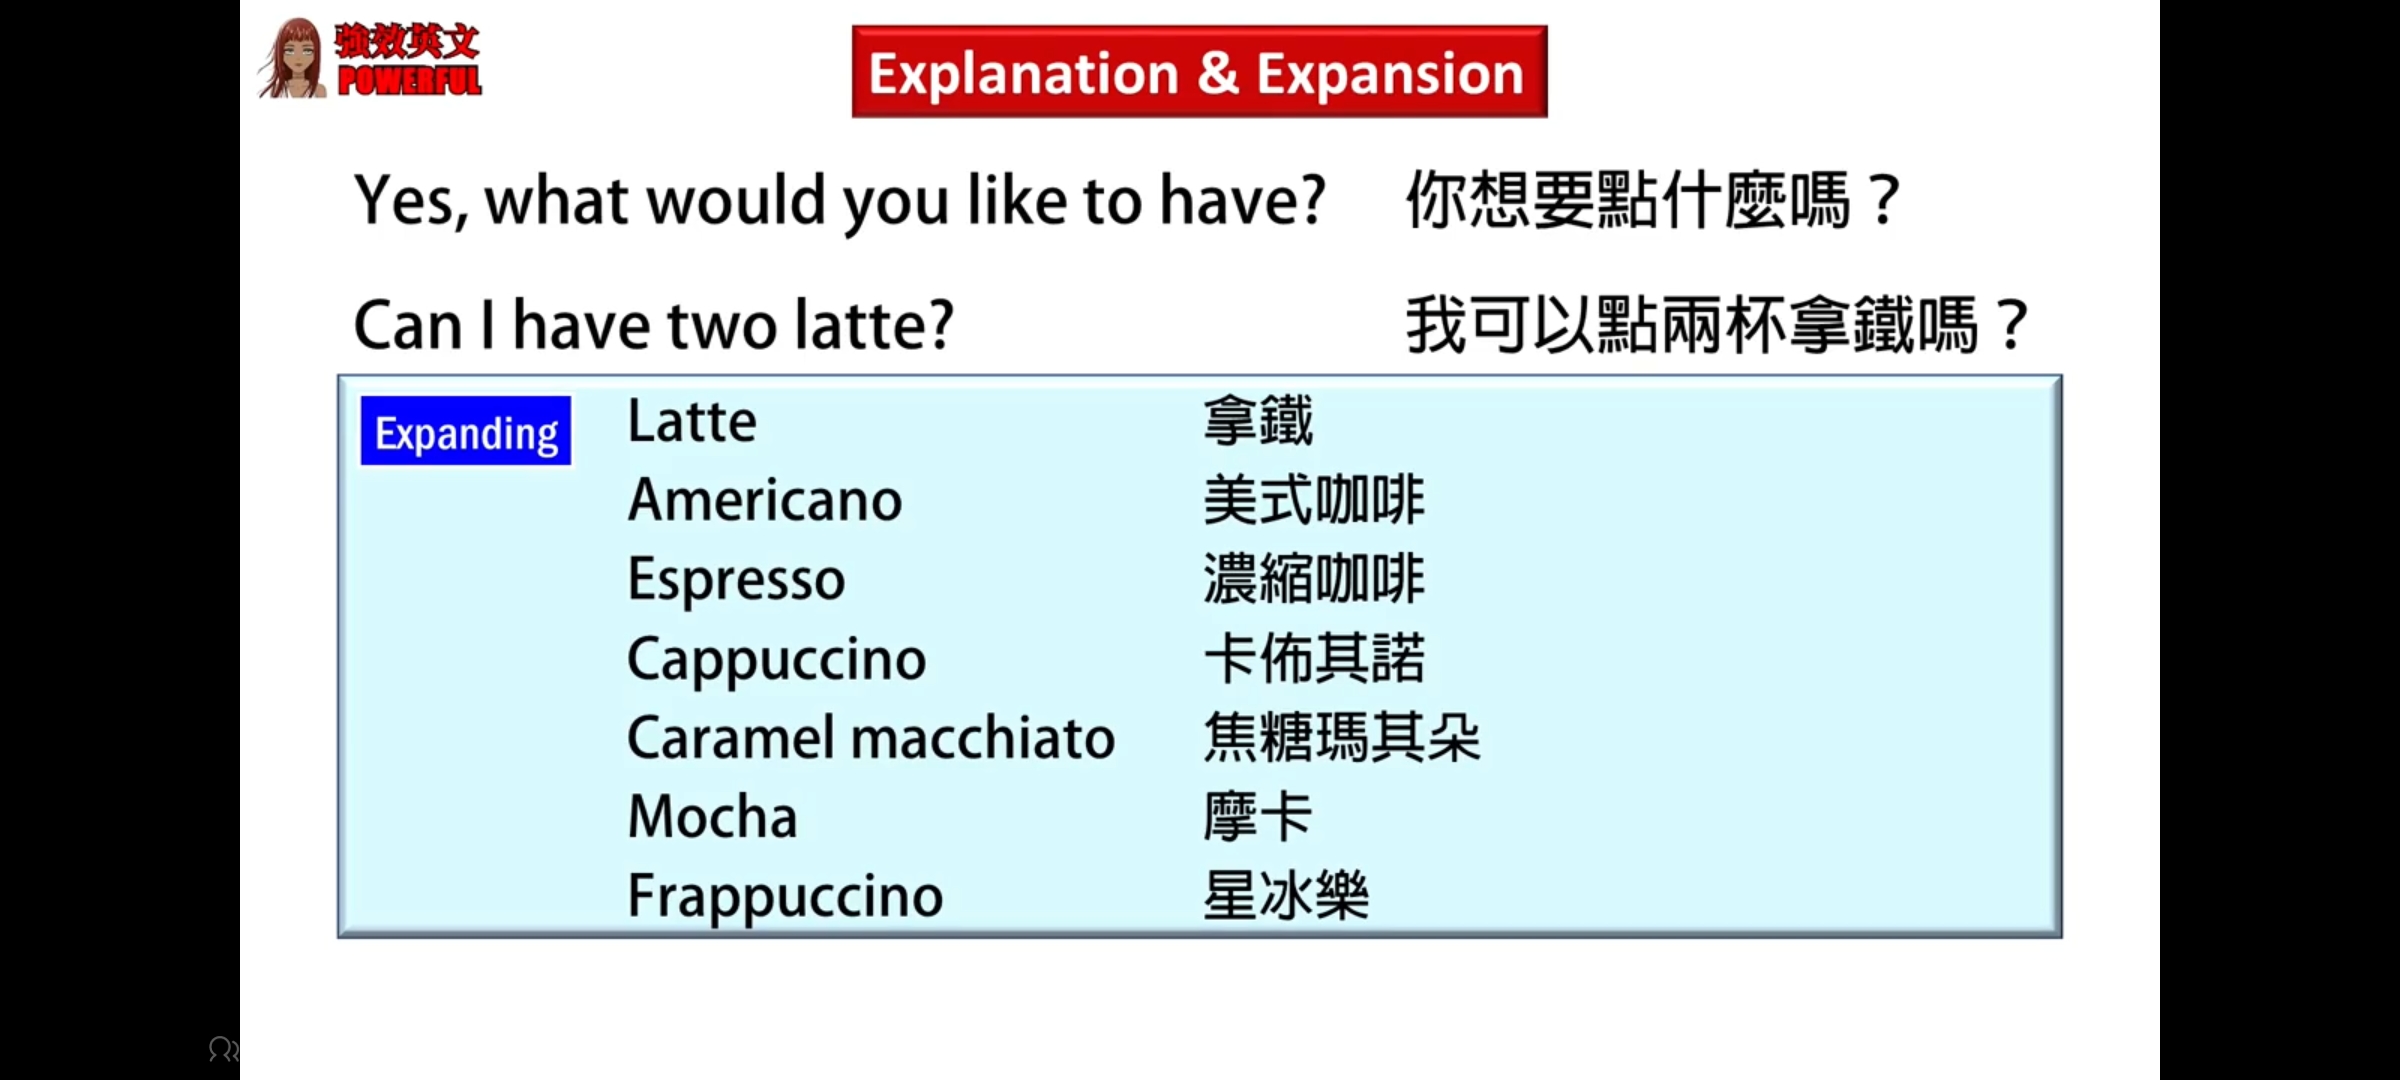 強效英文
POWERFUL
Explanation & Expansion
Yes, what would you like to have? 你想要點什麼嗎？
Can I have two latte? 我可以點兩杯拿鐵嗎？
Expanding Latte 拿鐵
Americano 美式咖啡
Espresso 濃縮咖啡
Cappuccino 卡佈其諾
Caramel macchiato 焦糖瑪其朵
Mocha 摩卡
Frappuccino 星冰樂